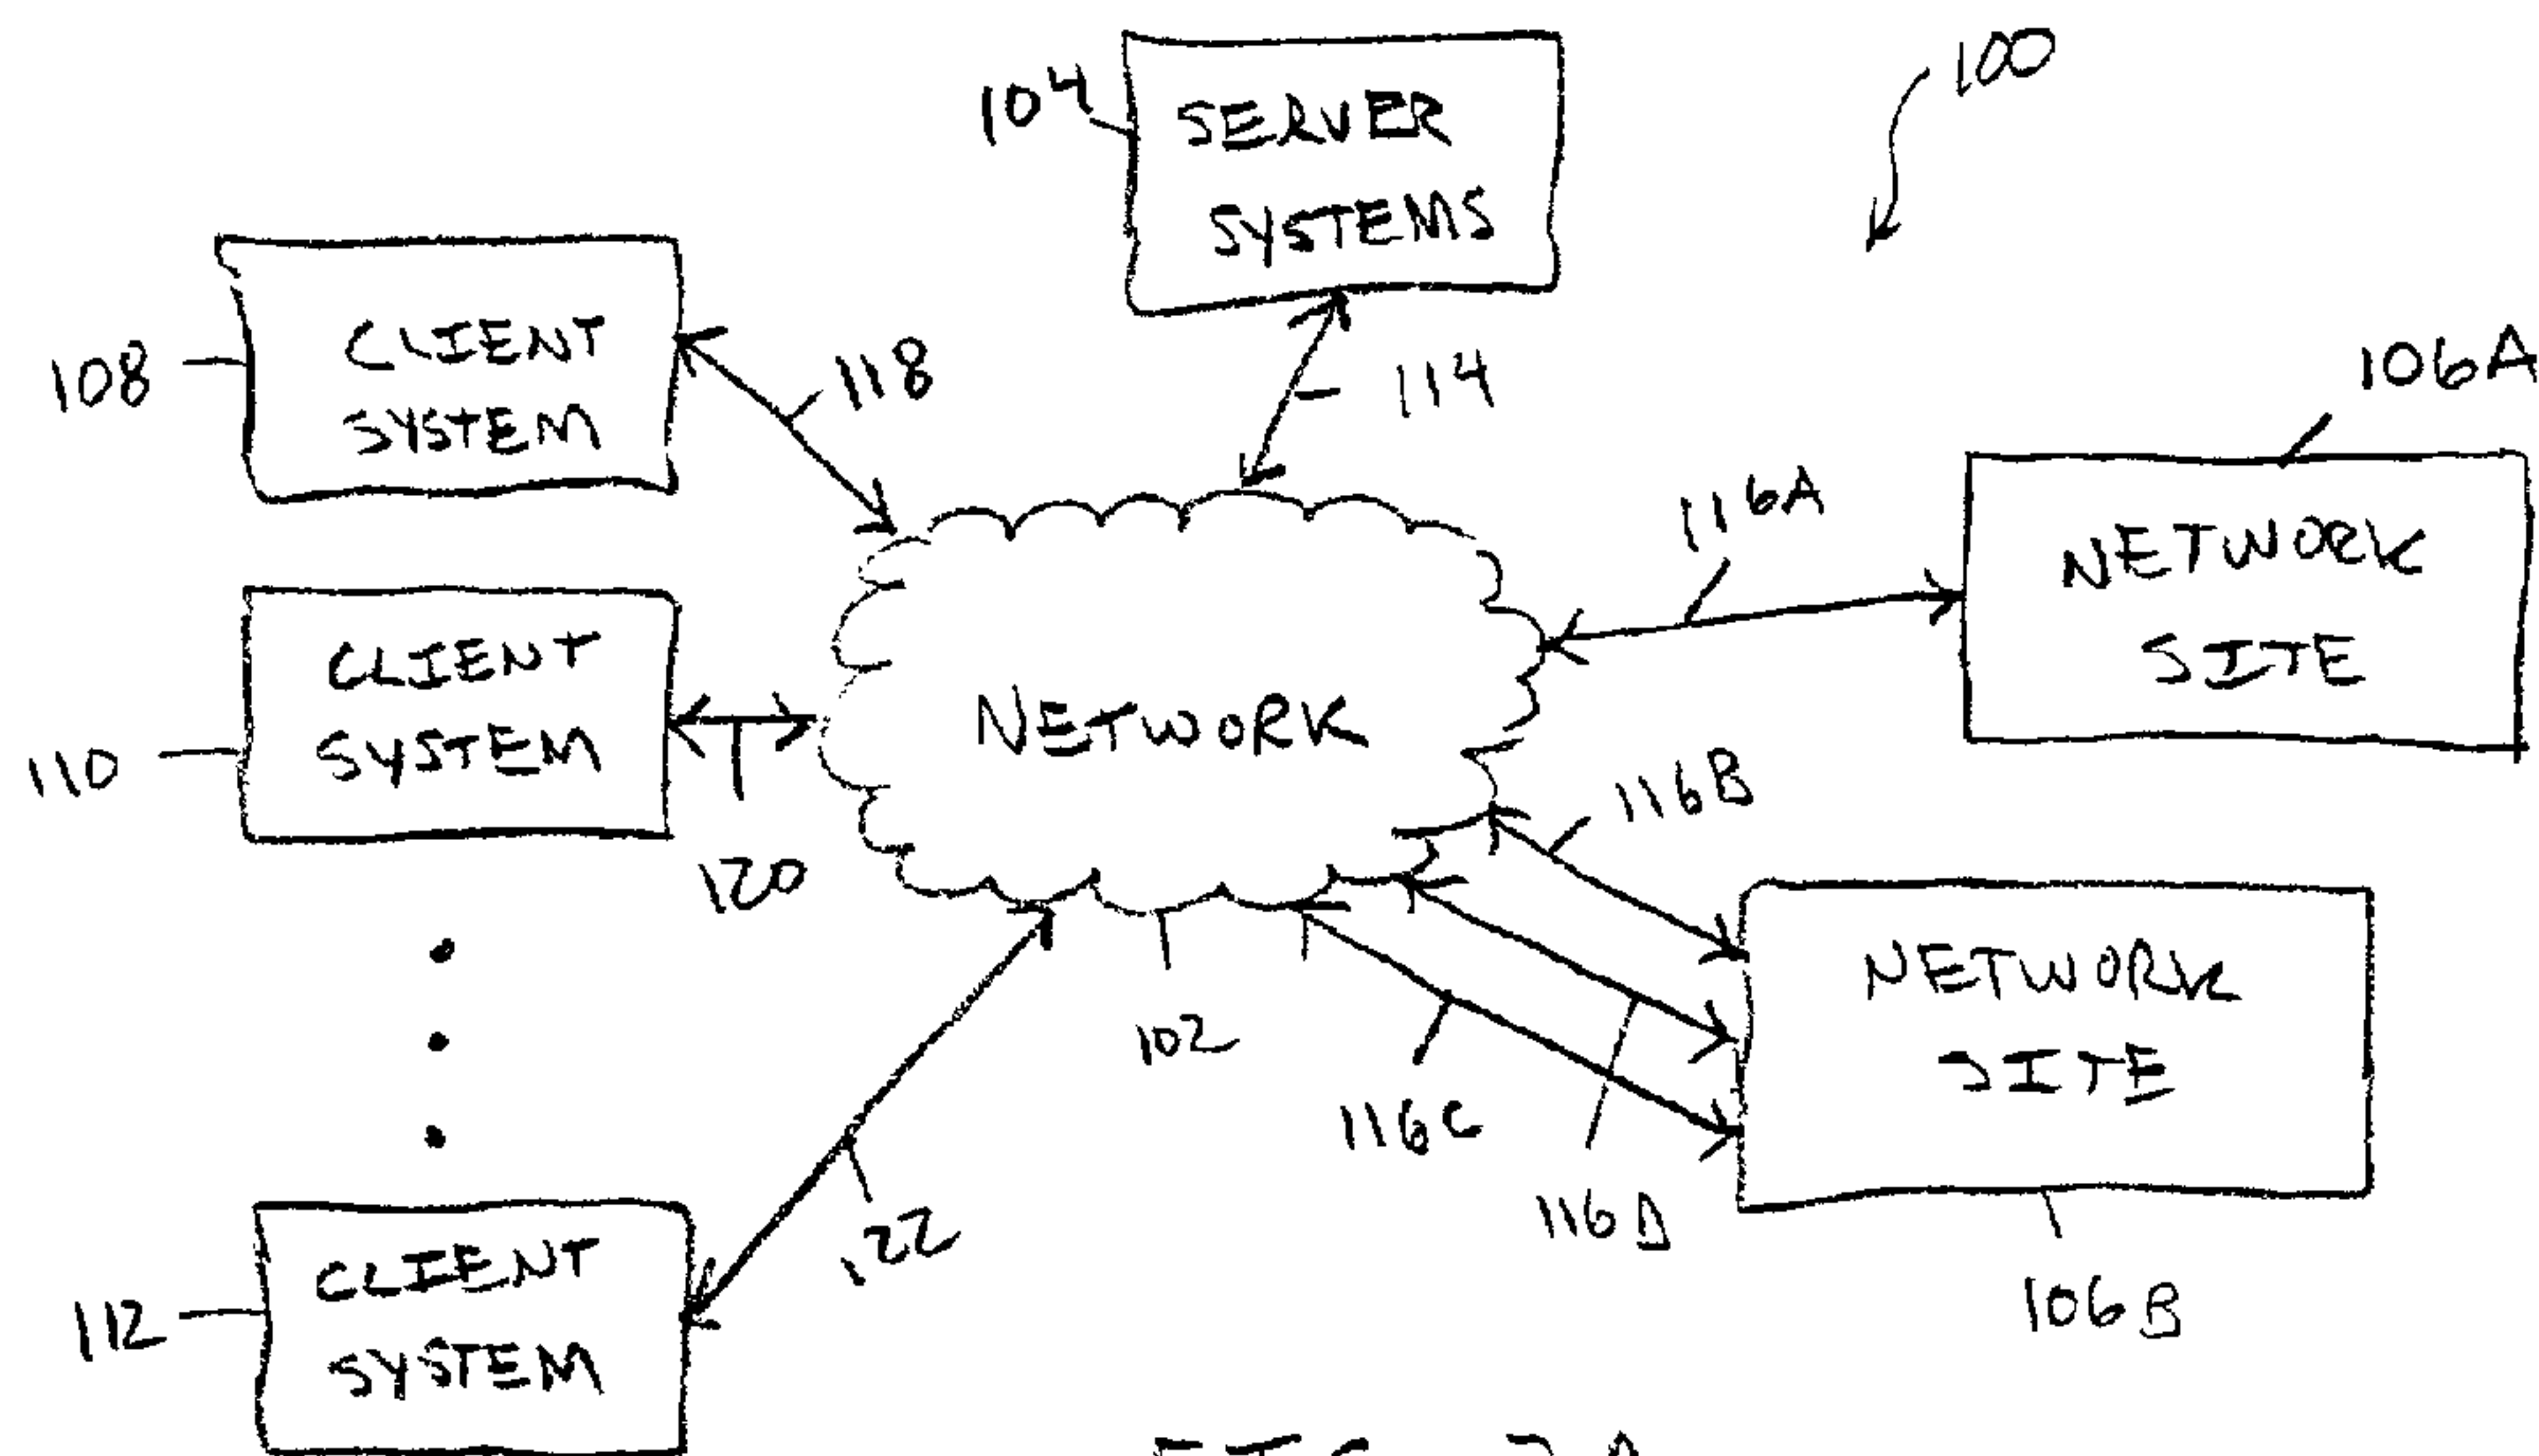 100
104
SERVER
SYSTEMS
108
CLIENT
SYSTEM
118
114
106A
116A
NETWORK
SITE
110
CLIENT
SYSTEM
120
NETWORK
116B
102
116C
116D
NETWORK
SITE
106B
122
112
CLIENT
SYSTEM